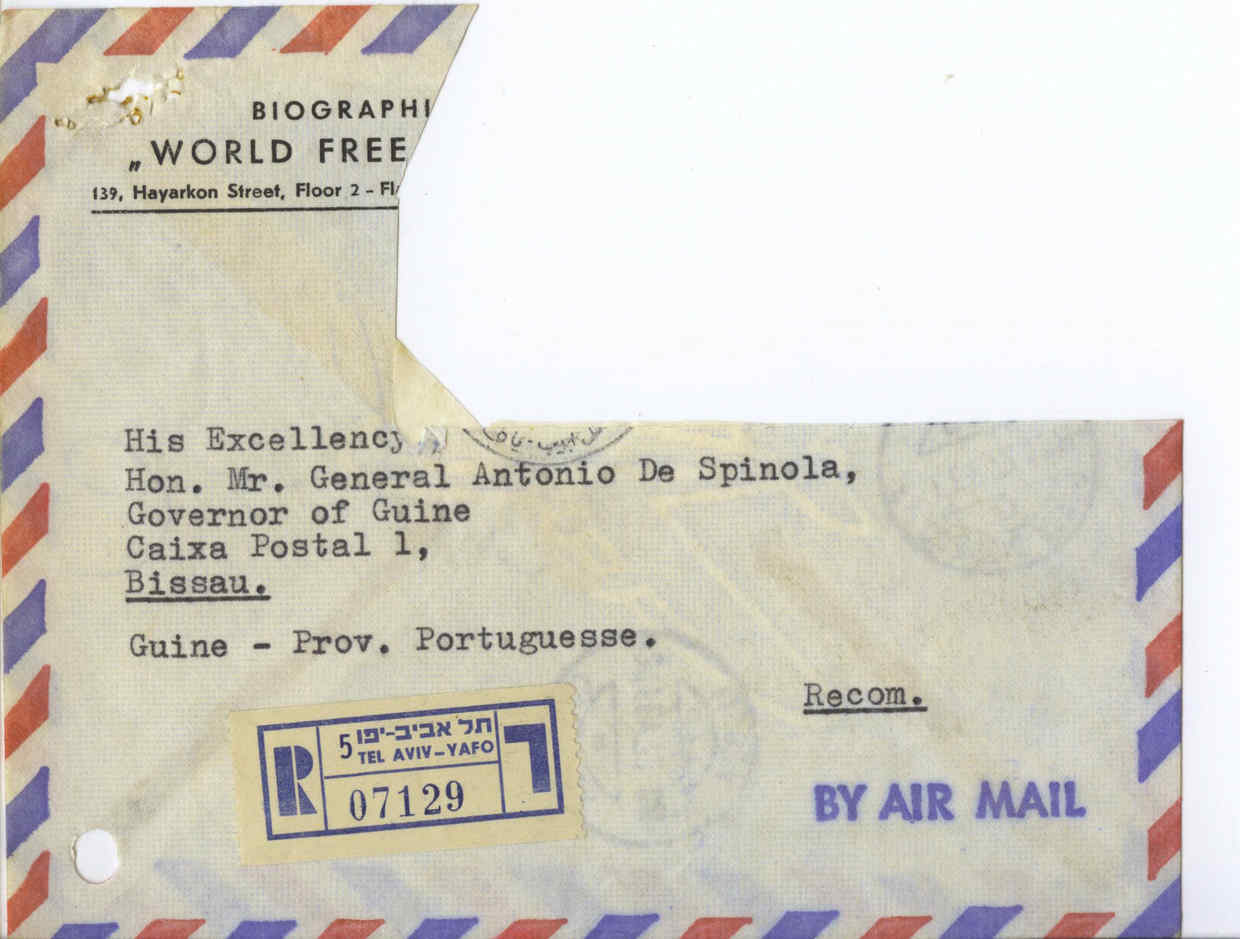 BIOGRAPHI
„WORLD FREE
139, Hayarkon Street, Floor 2 - Fl
His Excellency
Hon. Mr. General Antonio De Spinola,
Governor of Guine
Caixa Postal 1,
Bissau.
Guine - Prov. Portuguesse.
Recom.
R
5 תל אביב-יפו
TEL AVIV-YAFO
ר
07129
BY AIR MAIL